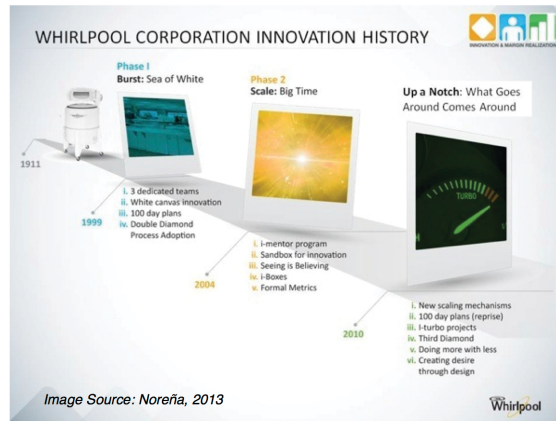 WHIRLPOOL CORPORATION INNOVATION HISTORY
INNOVATION & MARGIN REALIZATION
Phase I
Burst: Sea of White
Phase 2
Scale: Big Time
Up a Notch: What Goes
Around Comes Around
1911
TURBO
i. 3 dedicated teams
ii. White canvas innovation
iii. 100 day plans
iv. Double Diamond
Process Adoption
1999
i. i-mentor program
ii. Sandbox for innovation
iii. Seeing is Believing
iv. i-Boxes
v. Formal Metrics
2004
i. New scaling mechanisms
ii. 100 day plans (reprise)
iii. I-turbo projects
iv. Third Diamond
v. Doing more with less
vi. Creating desire
through design
2010
Image Source: Noreña, 2013
Whirlpool